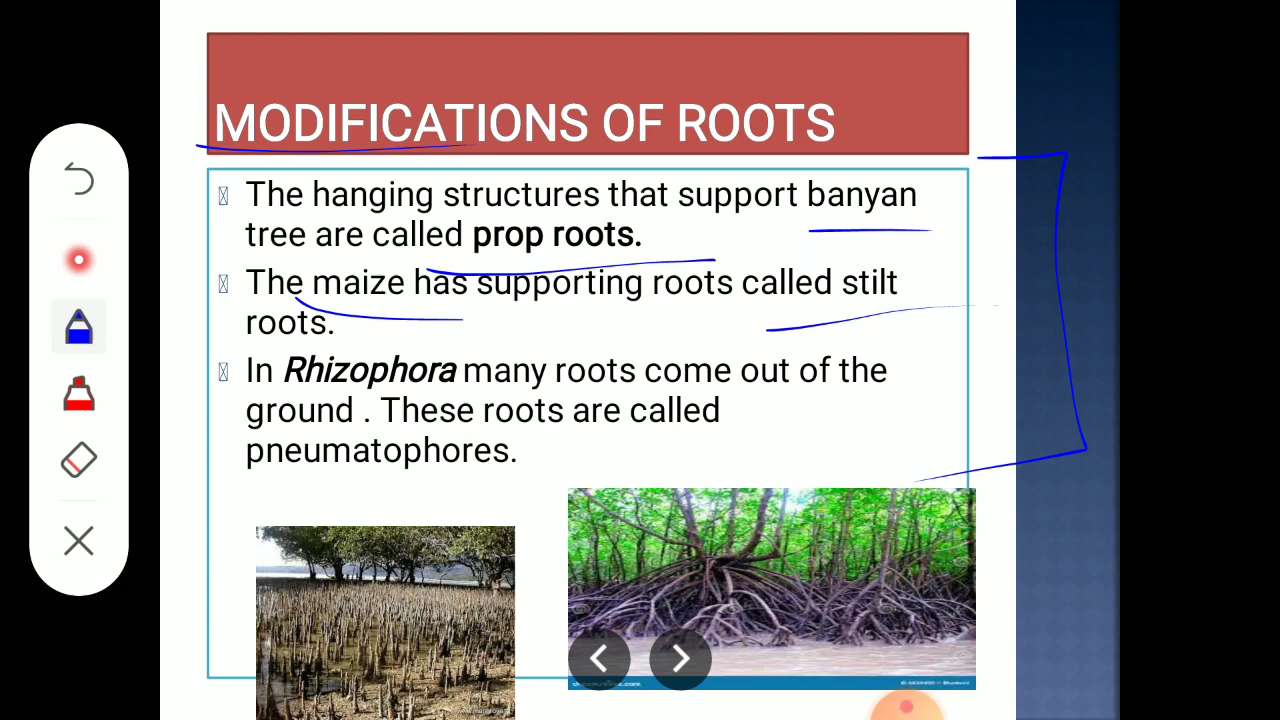 MODIFICATIONS OF ROOTS
The hanging structures that support banyan
tree are called prop roots.
The maize has supporting roots called stilt
roots.
In Rhizophora many roots come out of the
ground . These roots are called
pneumatophores.